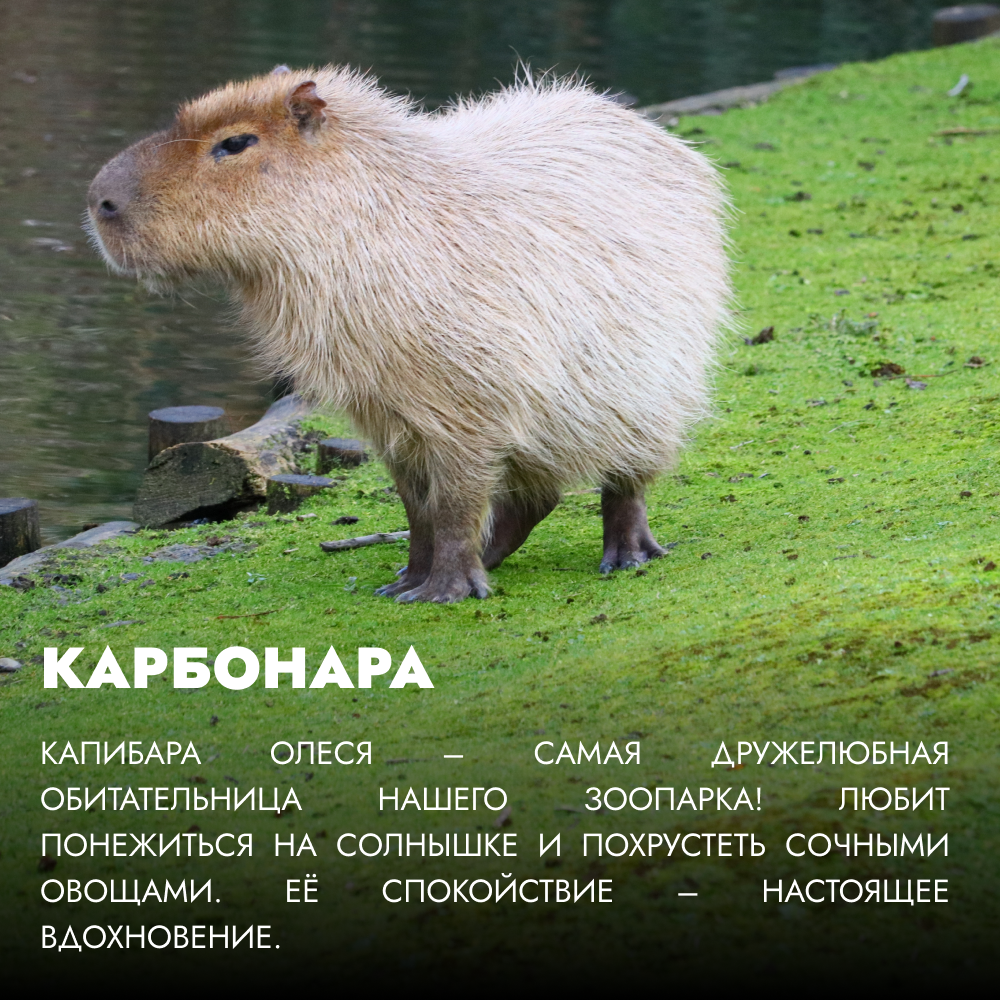 КАРБОНАРА
КАПИБАРА ОЛЕСЯ – САМАЯ ДРУЖЕЛЮБНАЯ
ОБИТАТЕЛЬНИЦА НАШЕГО ЗООПАРКА! ЛЮБИТ
ПОНЕЖИТЬСЯ НА СОЛНЫШКЕ И ПОХРУСТЕТЬ СОЧНЫМИ
ОВОЩАМИ. ЕЁ СПОКОЙСТВИЕ – НАСТОЯЩЕЕ
ВДОХНОВЕНИЕ.